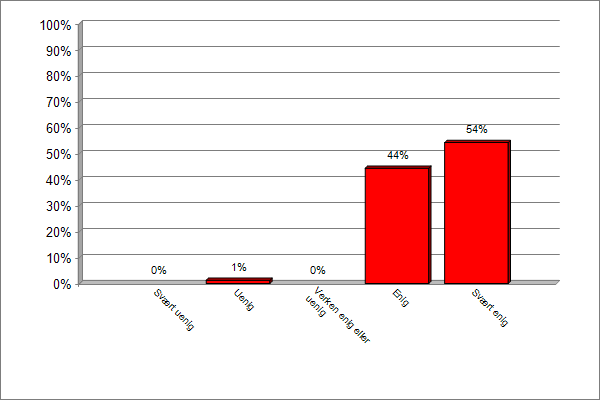 100%
90%
80%
70%
60%
50%
40%
30%
20%
10%
0%
0%
1%
0%
44%
54%
Svært uenig
Uenig
Verken enig eller
uenig
Enig
Svært enig